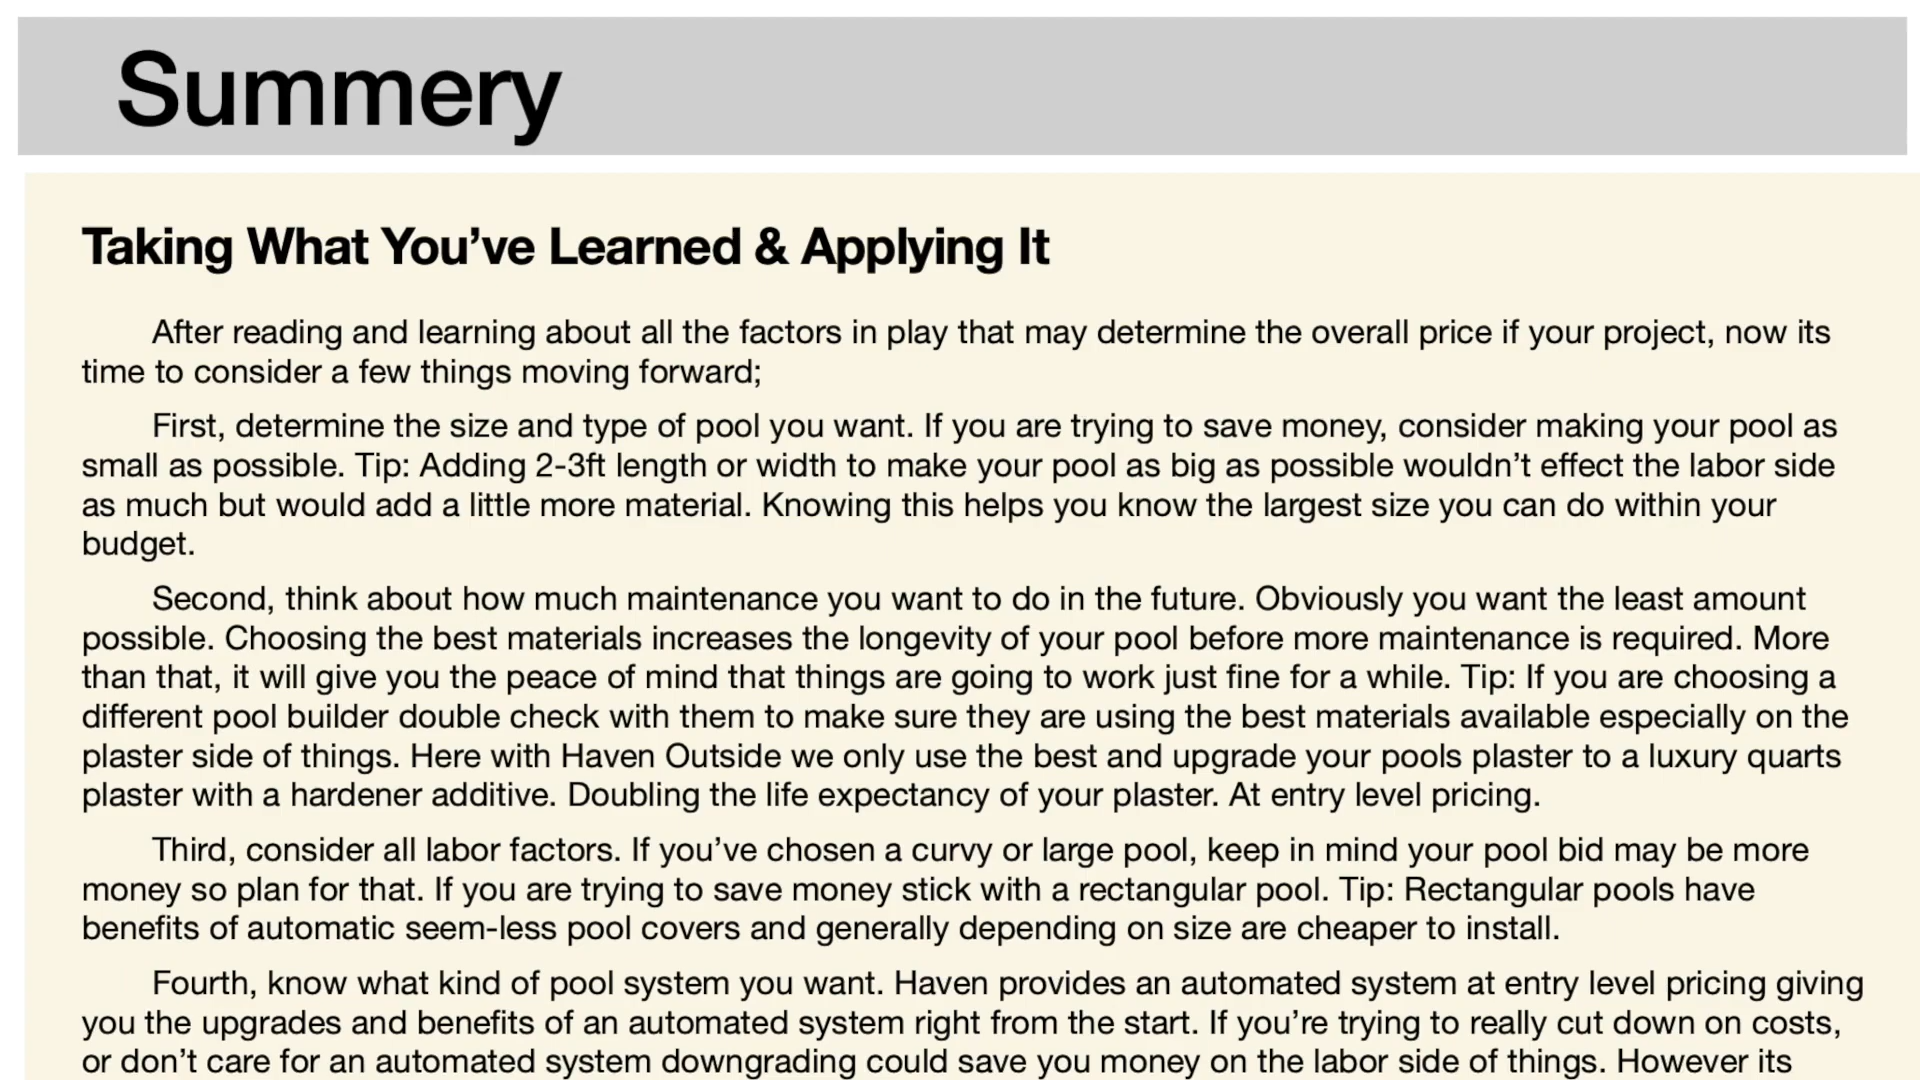 Summery
Taking What You’ve Learned & Applying It
After reading and learning about all the factors in play that may determine the overall price if your project, now its
time to consider a few things moving forward;
First, determine the size and type of pool you want. If you are trying to save money, consider making your pool as
small as possible. Tip: Adding 2-3ft length or width to make your pool as big as possible wouldn’t effect the labor side
as much but would add a little more material. Knowing this helps you know the largest size you can do within your
budget.
Second, think about how much maintenance you want to do in the future. Obviously you want the least amount
possible. Choosing the best materials increases the longevity of your pool before more maintenance is required. More
than that, it will give you the peace of mind that things are going to work just fine for a while. Tip: If you are choosing a
different pool builder double check with them to make sure they are using the best materials available especially on the
plaster side of things. Here with Haven Outside we only use the best and upgrade your pools plaster to a luxury quarts
plaster with a hardener additive. Doubling the life expectancy of your plaster. At entry level pricing.
Third, consider all labor factors. If you’ve chosen a curvy or large pool, keep in mind your pool bid may be more
money so plan for that. If you are trying to save money stick with a rectangular pool. Tip: Rectangular pools have
benefits of automatic seem-less pool covers and generally depending on size are cheaper to install.
Fourth, know what kind of pool system you want. Haven provides an automated system at entry level pricing giving
you the upgrades and benefits of an automated system right from the start. If you’re trying to really cut down on costs,
or don’t care for an automated system downgrading could save you money on the labor side of things. However its